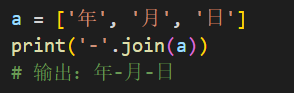 a = ['年', '月', '日']
print('-'.join(a))
# 输出：年-月-日